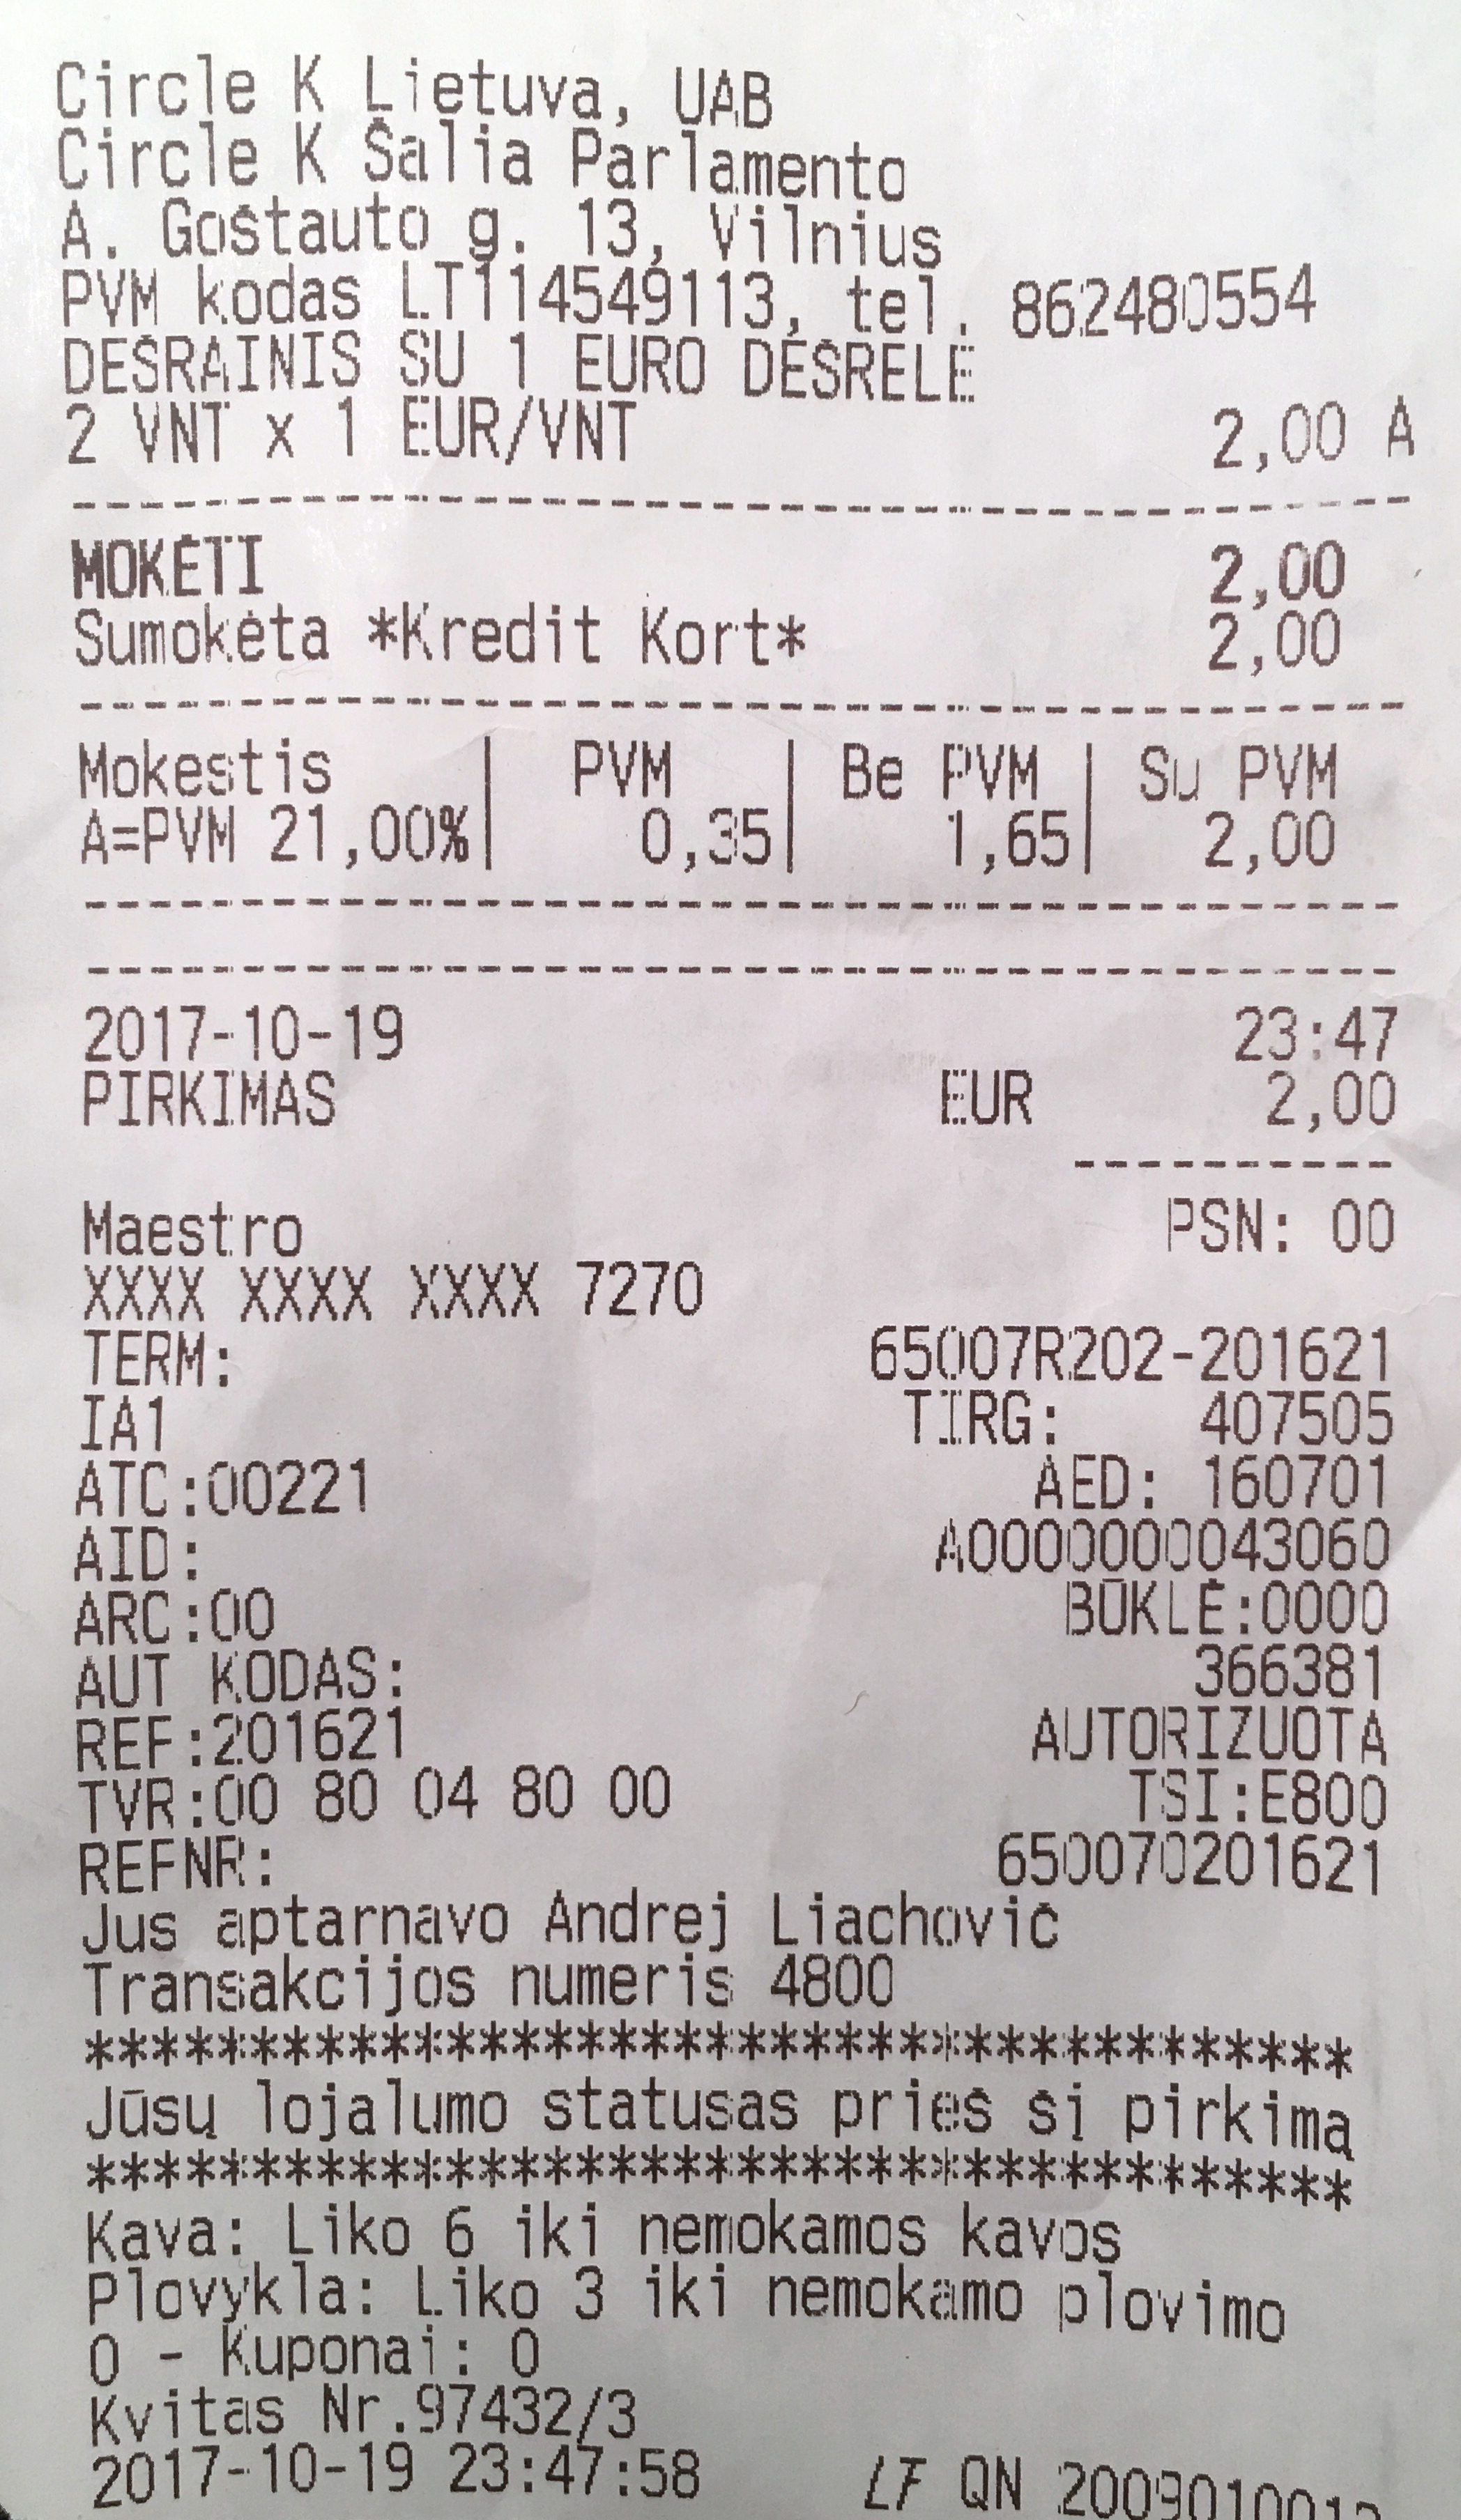 Circle K Lietuva, UAB
Circle K Šalia Parlamento
A. Goštauto g. 13, Vilnius
PVM kodas LT114549113, tel. 862480554
DEŠRAINIS SU 1 EURO DEŠRELE
2 VNT x 1 EUR/VNT 2,00 A
MOKĖTI 2,00
Sumokėta *Kredit Kort* 2,00
Mokestis | PVM | Be PVM | Su PVM
A=PVM 21,00% | 0,35 | 1,65 | 2,00
2017-10-19 23:47
PIRKIMAS EUR 2,00
Maestro PSN: 00
XXXX XXXX XXXX 7270
TERM: 65007R202-201621
IA1 TIRG: 407505
ATC:00221 AED: 160701
AID: A0000000043060
ARC:00 BŪKLĖ:0000
AUT KODAS: 366381
REF:201621 AUTORIZUOTA
TVR:00 80 04 80 00 TSI:E800
REFNR: 650070201621
Jus aptarnavo Andrej Liachovič
Transakcijos numeris 4800
***************************************
Jūsų lojalumo statusas prieš šį pirkimą
***************************************
Kava: Liko 6 iki nemokamos kavos
Plovykla: Liko 3 iki nemokamo plovimo
0 - Kuponai: 0
Kvitas Nr.97432/3
2017-10-19 23:47:58 LF QN